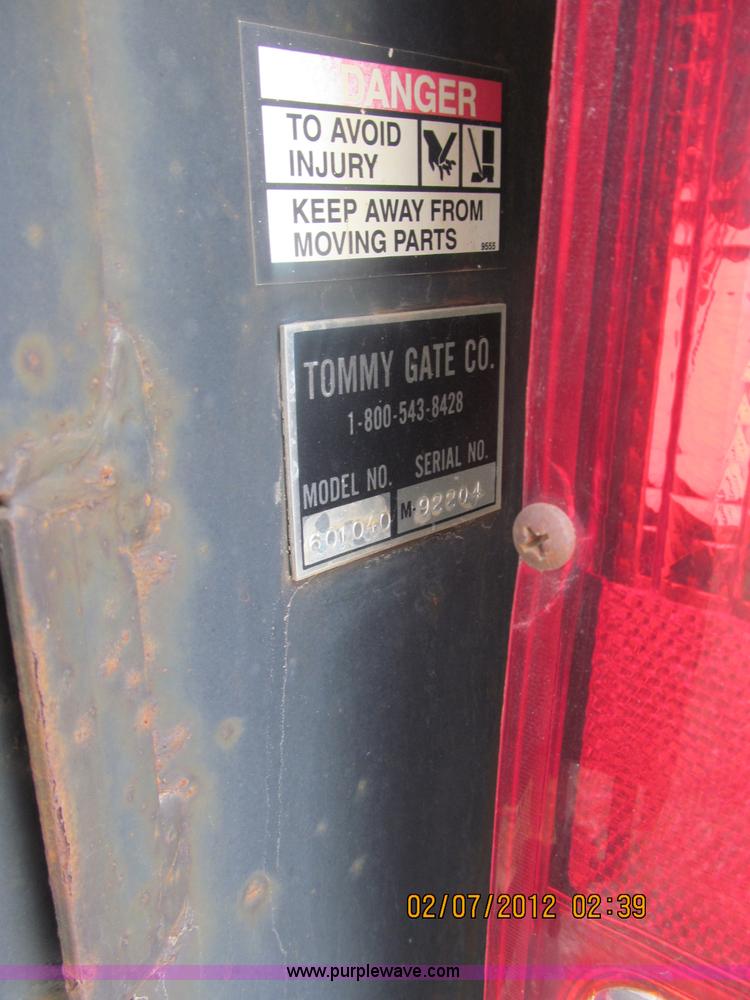 DANGER
TO AVOID
INJURY
KEEP AWAY FROM
MOVING PARTS
9555
TOMMY GATE CO.
1-800-543-8428
MODEL NO. SERIAL NO.
601040 M-92204
02/07/2012 02:39
www.purplewave.com